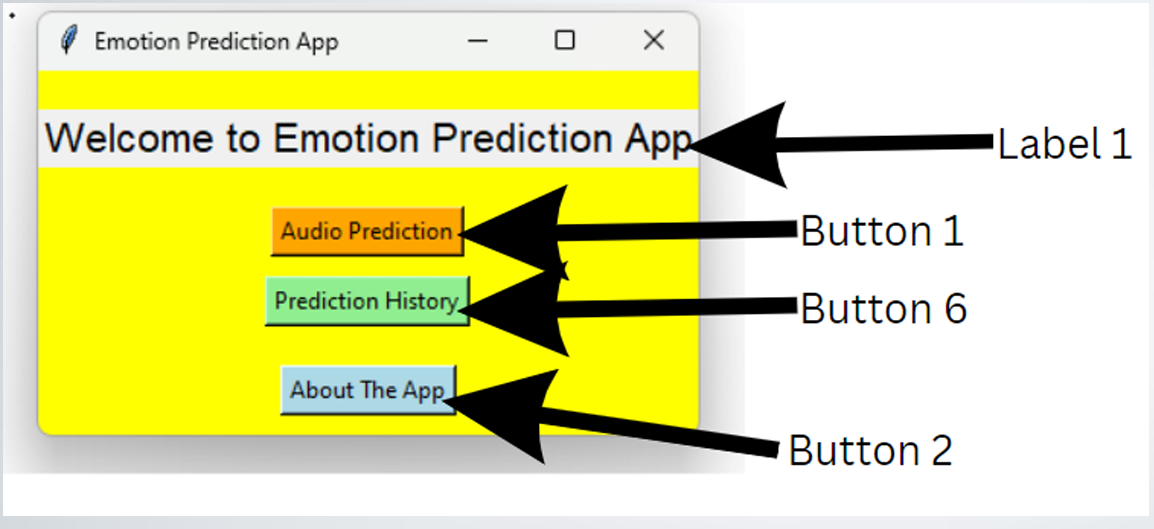 Emotion Prediction App
Welcome to Emotion Prediction App
Label 1
Audio Prediction
Button 1
Prediction History
Button 6
About The App
Button 2